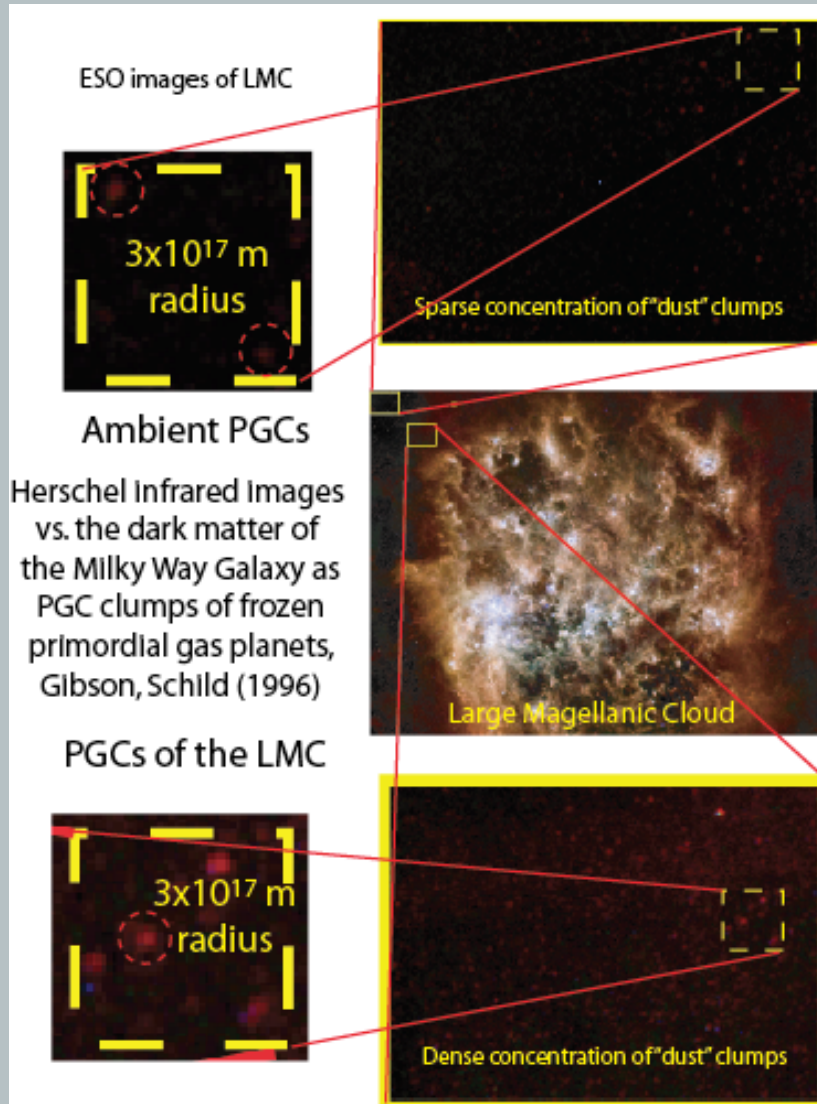 ESO images of LMC
3x10¹⁷ m
radius
Sparse concentration of "dust" clumps
Ambient PGCs
Herschel infrared images
vs. the dark matter of
the Milky Way Galaxy as
PGC clumps of frozen
primordial gas planets,
Gibson, Schild (1996)
Large Magellanic Cloud
PGCs of the LMC
3x10¹⁷ m
radius
Dense concentration of "dust" clumps